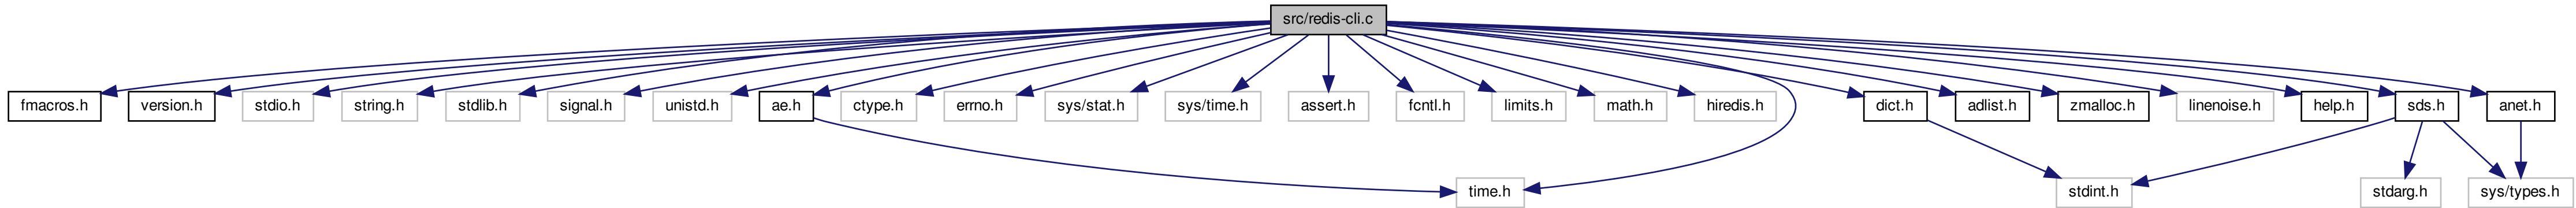 src/redis-cli.c
fmacros.h
version.h
stdio.h
string.h
stdlib.h
signal.h
unistd.h
ae.h
ctype.h
errno.h
sys/stat.h
sys/time.h
assert.h
fcntl.h
limits.h
math.h
hiredis.h
dict.h
adlist.h
zmalloc.h
linenoise.h
help.h
sds.h
anet.h
time.h
stdint.h
stdarg.h
sys/types.h